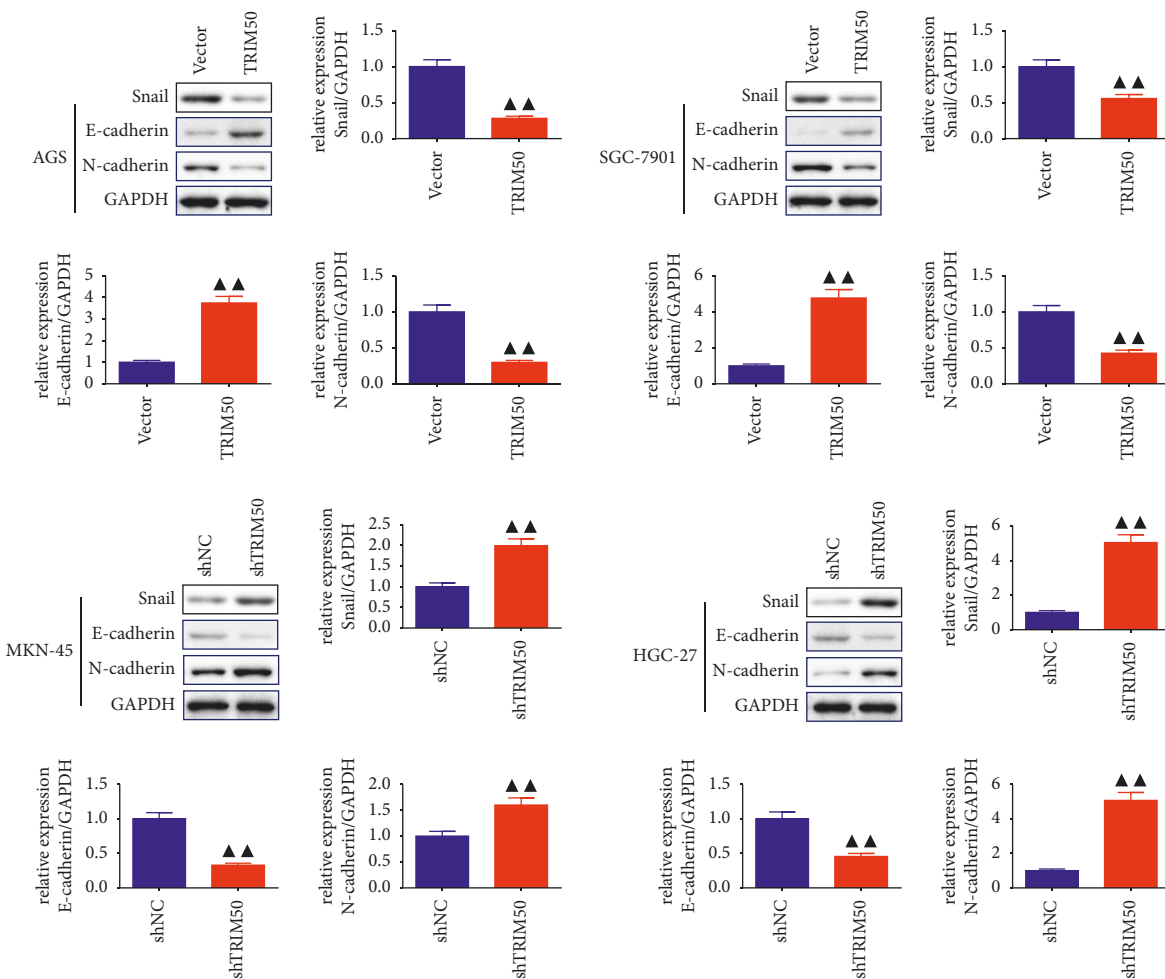 Vector
TRIM50
Snail
E-cadherin
N-cadherin
GAPDH
AGS
relative expression
Snail/GAPDH
1.5
1.0
0.5
0.0
▲▲
Vector
TRIM50
Vector
TRIM50
Snail
E-cadherin
N-cadherin
GAPDH
SGC-7901
relative expression
Snail/GAPDH
1.5
1.0
0.5
0.0
▲▲
Vector
TRIM50
relative expression
E-cadherin/GAPDH
5
4
3
2
1
0
▲▲
Vector
TRIM50
relative expression
N-cadherin/GAPDH
1.5
1.0
0.5
0.0
▲▲
Vector
TRIM50
relative expression
E-cadherin/GAPDH
6
4
2
0
▲▲
Vector
TRIM50
relative expression
N-cadherin/GAPDH
1.5
1.0
0.5
0.0
▲▲
Vector
TRIM50
shNC
shTRIM50
Snail
E-cadherin
N-cadherin
GAPDH
MKN-45
relative expression
Snail/GAPDH
2.5
2.0
1.5
1.0
0.5
0.0
▲▲
shNC
shTRIM50
shNC
shTRIM50
Snail
E-cadherin
N-cadherin
GAPDH
HGC-27
relative expression
Snail/GAPDH
6
4
2
0
▲▲
shNC
shTRIM50
relative expression
E-cadherin/GAPDH
1.5
1.0
0.5
0.0
▲▲
shNC
shTRIM50
relative expression
N-cadherin/GAPDH
2.0
1.5
1.0
0.5
0.0
▲▲
shNC
shTRIM50
relative expression
E-cadherin/GAPDH
1.5
1.0
0.5
0.0
▲▲
shNC
shTRIM50
relative expression
N-cadherin/GAPDH
6
4
2
0
▲▲
shNC
shTRIM50